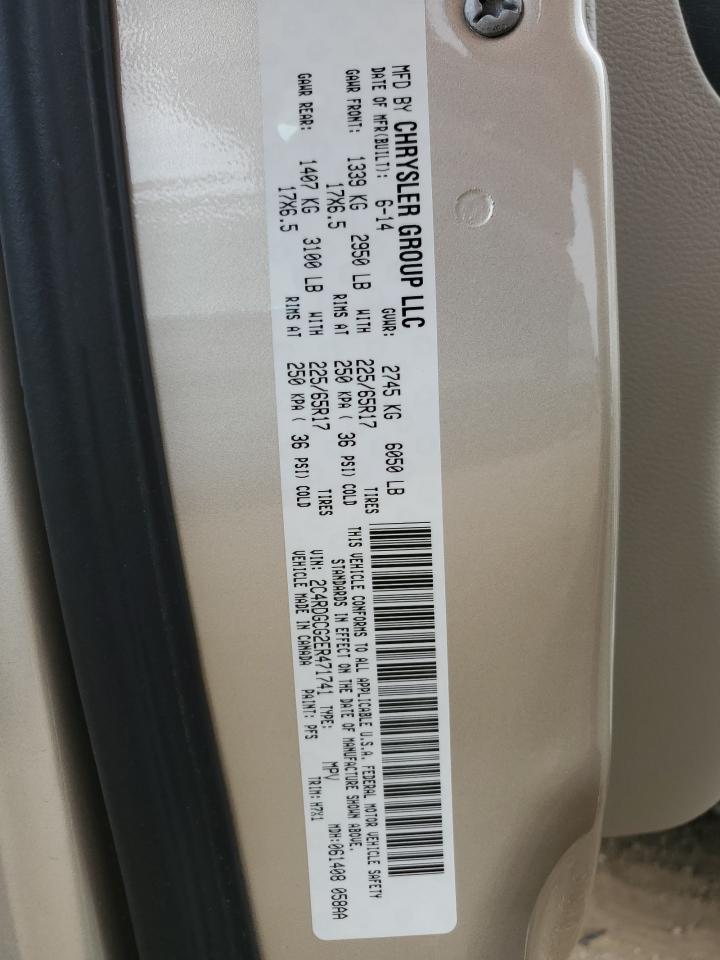 MFD BY CHRYSLER GROUP LLC
DATE OF MFR(BUILT): 6-14 GVWR: 2745 KG 6050 LB
GAWR FRONT: 1339 KG 2950 LB WITH 225/65R17 TIRES
17X6.5 RIMS AT 250 KPA ( 36 PSI) COLD
GAWR REAR: 1407 KG 3100 LB WITH 225/65R17 TIRES
17X6.5 RIMS AT 250 KPA ( 36 PSI) COLD
THIS VEHICLE CONFORMS TO ALL APPLICABLE U.S.A. FEDERAL MOTOR VEHICLE SAFETY
STANDARDS IN EFFECT ON THE DATE OF MANUFACTURE SHOWN ABOVE.
VIN: 2C4RDGCG2ER471741 TYPE: MPV MDH:061408 058AA
VEHICLE MADE IN CANADA PAINT: PFS TRIM: H7X1